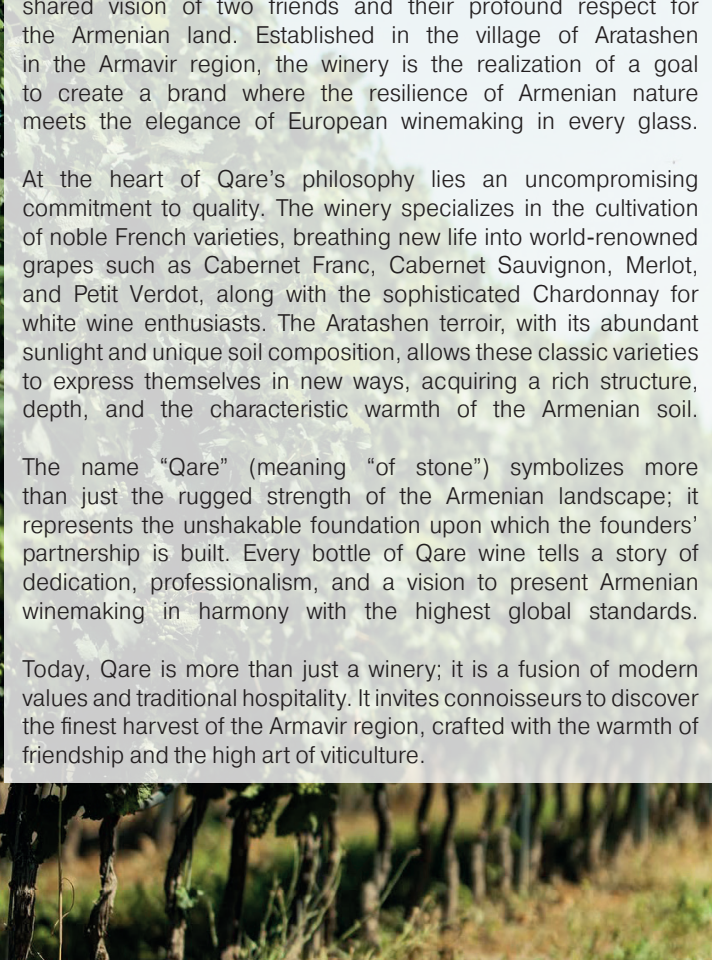 shared vision of two friends and their profound respect for
the Armenian land. Established in the village of Aratashen
in the Armavir region, the winery is the realization of a goal
to create a brand where the resilience of Armenian nature
meets the elegance of European winemaking in every glass.
At the heart of Qare’s philosophy lies an uncompromising
commitment to quality. The winery specializes in the cultivation
of noble French varieties, breathing new life into world-renowned
grapes such as Cabernet Franc, Cabernet Sauvignon, Merlot,
and Petit Verdot, along with the sophisticated Chardonnay for
white wine enthusiasts. The Aratashen terroir, with its abundant
sunlight and unique soil composition, allows these classic varieties
to express themselves in new ways, acquiring a rich structure,
depth, and the characteristic warmth of the Armenian soil.
The name “Qare” (meaning “of stone”) symbolizes more
than just the rugged strength of the Armenian landscape; it
represents the unshakable foundation upon which the founders’
partnership is built. Every bottle of Qare wine tells a story of
dedication, professionalism, and a vision to present Armenian
winemaking in harmony with the highest global standards.
Today, Qare is more than just a winery; it is a fusion of modern
values and traditional hospitality. It invites connoisseurs to discover
the finest harvest of the Armavir region, crafted with the warmth of
friendship and the high art of viticulture.